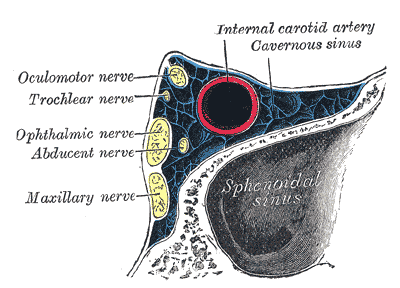 Internal carotid artery
Cavernous sinus
Oculomotor nerve
Trochlear nerve
Ophthalmic nerve
Abducent nerve
Maxillary nerve
Sphenoidal
sinus